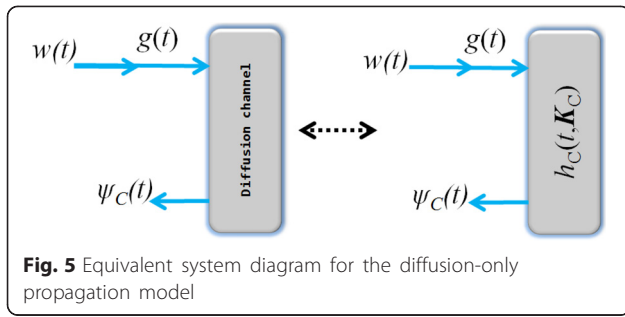 g(t)
w(t)
Diffusion channel
ψC(t)
g(t)
w(t)
hC(t,KC)
ψC(t)
Fig. 5 Equivalent system diagram for the diffusion-only
propagation model